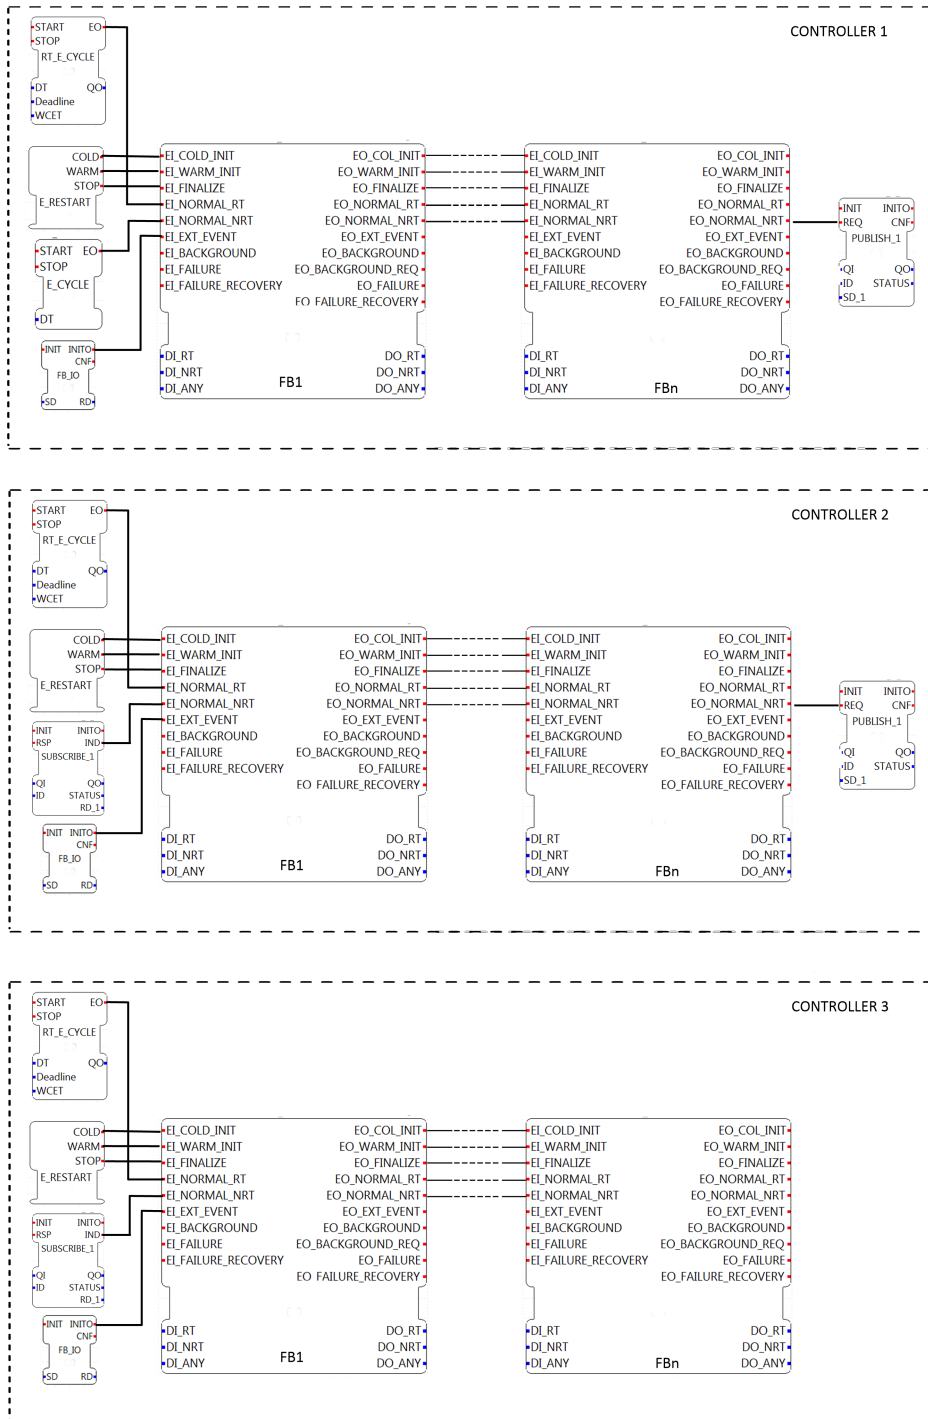 CONTROLLER 1
START EO
STOP
RT_E_CYCLE
DT QO
Deadline
WCET
COLD
WARM
STOP
E_RESTART
START EO
STOP
E_CYCLE
DT
INIT INITO
CNF
FB_IO
SD RD
EI_COLD_INIT EO_COL_INIT
EI_WARM_INIT EO_WARM_INIT
EI_FINALIZE EO_FINALIZE
EI_NORMAL_RT EO_NORMAL_RT
EI_NORMAL_NRT EO_NORMAL_NRT
EI_EXT_EVENT EO_EXT_EVENT
EI_BACKGROUND EO_BACKGROUND
EI_FAILURE EO_BACKGROUND_REQ
EI_FAILURE_RECOVERY EO_FAILURE
EO_FAILURE_RECOVERY
DI_RT DO_RT
DI_NRT DO_NRT
DI_ANY DO_ANY
FB1
EI_COLD_INIT EO_COL_INIT
EI_WARM_INIT EO_WARM_INIT
EI_FINALIZE EO_FINALIZE
EI_NORMAL_RT EO_NORMAL_RT
EI_NORMAL_NRT EO_NORMAL_NRT
EI_EXT_EVENT EO_EXT_EVENT
EI_BACKGROUND EO_BACKGROUND
EI_FAILURE EO_BACKGROUND_REQ
EI_FAILURE_RECOVERY EO_FAILURE
EO_FAILURE_RECOVERY
DI_RT DO_RT
DI_NRT DO_NRT
DI_ANY DO_ANY
FBn
INIT INITO
REQ CNF
PUBLISH_1
QI QO
ID STATUS
SD_1
CONTROLLER 2
START EO
STOP
RT_E_CYCLE
DT QO
Deadline
WCET
COLD
WARM
STOP
E_RESTART
INIT INITO
RSP IND
SUBSCRIBE_1
QI QO
ID STATUS
RD_1
INIT INITO
CNF
FB_IO
SD RD
EI_COLD_INIT EO_COL_INIT
EI_WARM_INIT EO_WARM_INIT
EI_FINALIZE EO_FINALIZE
EI_NORMAL_RT EO_NORMAL_RT
EI_NORMAL_NRT EO_NORMAL_NRT
EI_EXT_EVENT EO_EXT_EVENT
EI_BACKGROUND EO_BACKGROUND
EI_FAILURE EO_BACKGROUND_REQ
EI_FAILURE_RECOVERY EO_FAILURE
EO_FAILURE_RECOVERY
DI_RT DO_RT
DI_NRT DO_NRT
DI_ANY DO_ANY
FB1
EI_COLD_INIT EO_COL_INIT
EI_WARM_INIT EO_WARM_INIT
EI_FINALIZE EO_FINALIZE
EI_NORMAL_RT EO_NORMAL_RT
EI_NORMAL_NRT EO_NORMAL_NRT
EI_EXT_EVENT EO_EXT_EVENT
EI_BACKGROUND EO_BACKGROUND
EI_FAILURE EO_BACKGROUND_REQ
EI_FAILURE_RECOVERY EO_FAILURE
EO_FAILURE_RECOVERY
DI_RT DO_RT
DI_NRT DO_NRT
DI_ANY DO_ANY
FBn
INIT INITO
REQ CNF
PUBLISH_1
QI QO
ID STATUS
SD_1
CONTROLLER 3
START EO
STOP
RT_E_CYCLE
DT QO
Deadline
WCET
COLD
WARM
STOP
E_RESTART
INIT INITO
RSP IND
SUBSCRIBE_1
QI QO
ID STATUS
RD_1
INIT INITO
CNF
FB_IO
SD RD
EI_COLD_INIT EO_COL_INIT
EI_WARM_INIT EO_WARM_INIT
EI_FINALIZE EO_FINALIZE
EI_NORMAL_RT EO_NORMAL_RT
EI_NORMAL_NRT EO_NORMAL_NRT
EI_EXT_EVENT EO_EXT_EVENT
EI_BACKGROUND EO_BACKGROUND
EI_FAILURE EO_BACKGROUND_REQ
EI_FAILURE_RECOVERY EO_FAILURE
EO_FAILURE_RECOVERY
DI_RT DO_RT
DI_NRT DO_NRT
DI_ANY DO_ANY
FB1
EI_COLD_INIT EO_COL_INIT
EI_WARM_INIT EO_WARM_INIT
EI_FINALIZE EO_FINALIZE
EI_NORMAL_RT EO_NORMAL_RT
EI_NORMAL_NRT EO_NORMAL_NRT
EI_EXT_EVENT EO_EXT_EVENT
EI_BACKGROUND EO_BACKGROUND
EI_FAILURE EO_BACKGROUND_REQ
EI_FAILURE_RECOVERY EO_FAILURE
EO_FAILURE_RECOVERY
DI_RT DO_RT
DI_NRT DO_NRT
DI_ANY DO_ANY
FBn